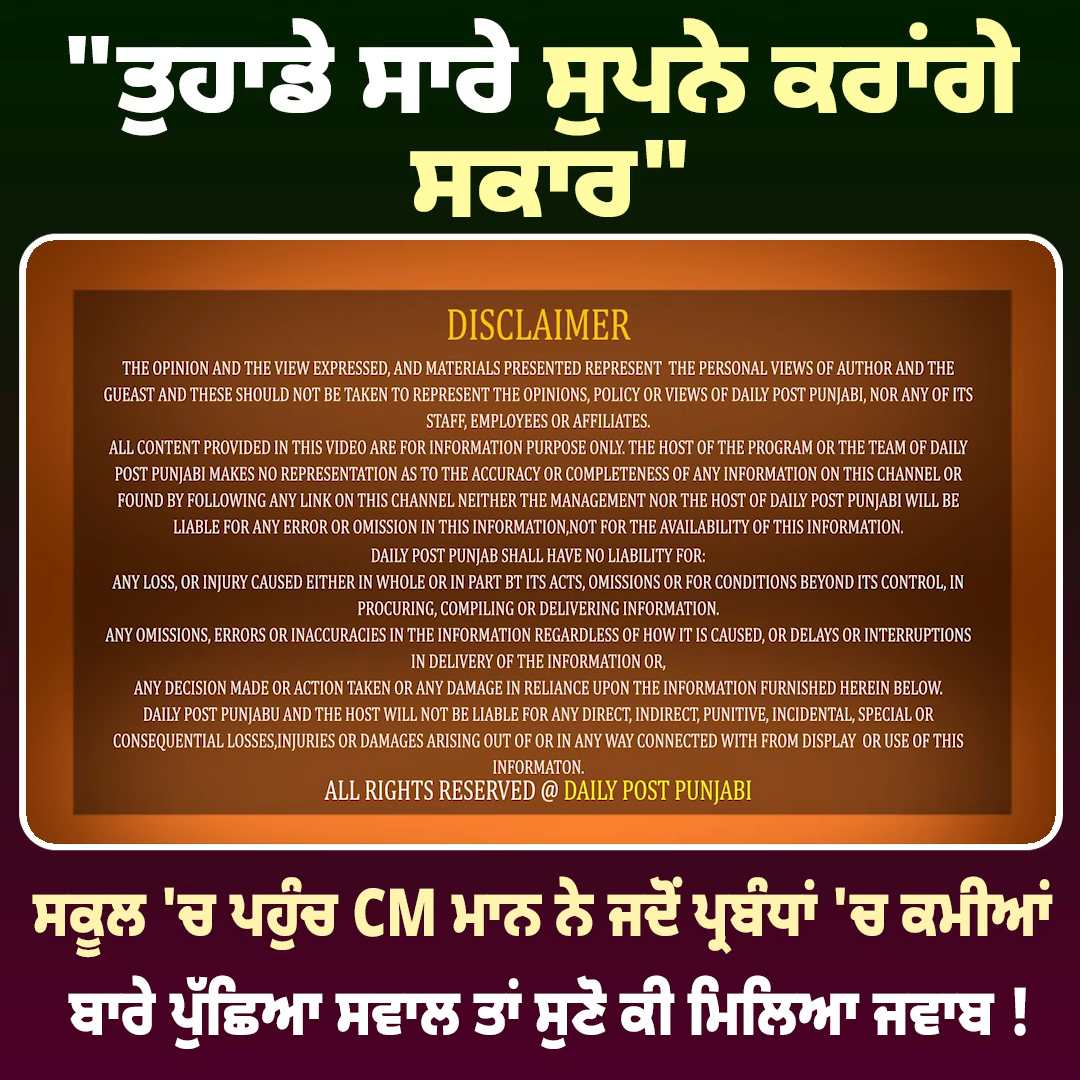 "ਤੁਹਾਡੇ ਸਾਰੇ ਸੁਪਨੇ ਕਰਾਂਗੇ
ਸਕਾਰ"
DISCLAIMER
THE OPINION AND THE VIEW EXPRESSED, AND MATERIALS PRESENTED REPRESENT THE PERSONAL VIEWS OF AUTHOR AND THE
GUEAST AND THESE SHOULD NOT BE TAKEN TO REPRESENT THE OPINIONS, POLICY OR VIEWS OF DAILY POST PUNJABI, NOR ANY OF ITS
STAFF, EMPLOYEES OR AFFILIATES.
ALL CONTENT PROVIDED IN THIS VIDEO ARE FOR INFORMATION PURPOSE ONLY. THE HOST OF THE PROGRAM OR THE TEAM OF DAILY
POST PUNJABI MAKES NO REPRESENTATION AS TO THE ACCURACY OR COMPLETENESS OF ANY INFORMATION ON THIS CHANNEL OR
FOUND BY FOLLOWING ANY LINK ON THIS CHANNEL NEITHER THE MANAGEMENT NOR THE HOST OF DAILY POST PUNJABI WILL BE
LIABLE FOR ANY ERROR OR OMISSION IN THIS INFORMATION,NOT FOR THE AVAILABILITY OF THIS INFORMATION.
DAILY POST PUNJAB SHALL HAVE NO LIABILITY FOR:
ANY LOSS, OR INJURY CAUSED EITHER IN WHOLE OR IN PART BT ITS ACTS, OMISSIONS OR FOR CONDITIONS BEYOND ITS CONTROL, IN
PROCURING, COMPILING OR DELIVERING INFORMATION.
ANY OMISSIONS, ERRORS OR INACCURACIES IN THE INFORMATION REGARDLESS OF HOW IT IS CAUSED, OR DELAYS OR INTERRUPTIONS
IN DELIVERY OF THE INFORMATION OR,
ANY DECISION MADE OR ACTION TAKEN OR ANY DAMAGE IN RELIANCE UPON THE INFORMATION FURNISHED HEREIN BELOW.
DAILY POST PUNJABU AND THE HOST WILL NOT BE LIABLE FOR ANY DIRECT, INDIRECT, PUNITIVE, INCIDENTAL, SPECIAL OR
CONSEQUENTIAL LOSSES,INJURIES OR DAMAGES ARISING OUT OF OR IN ANY WAY CONNECTED WITH FROM DISPLAY OR USE OF THIS
INFORMATON.
ALL RIGHTS RESERVED @ DAILY POST PUNJABI
ਸਕੂਲ 'ਚ ਪਹੁੰਚ CM ਮਾਨ ਨੇ ਜਦੋਂ ਪ੍ਰਬੰਧਾਂ 'ਚ ਕਮੀਆਂ
ਬਾਰੇ ਪੁੱਛਿਆ ਸਵਾਲ ਤਾਂ ਸੁਣੋ ਕੀ ਮਿਲਿਆ ਜਵਾਬ !